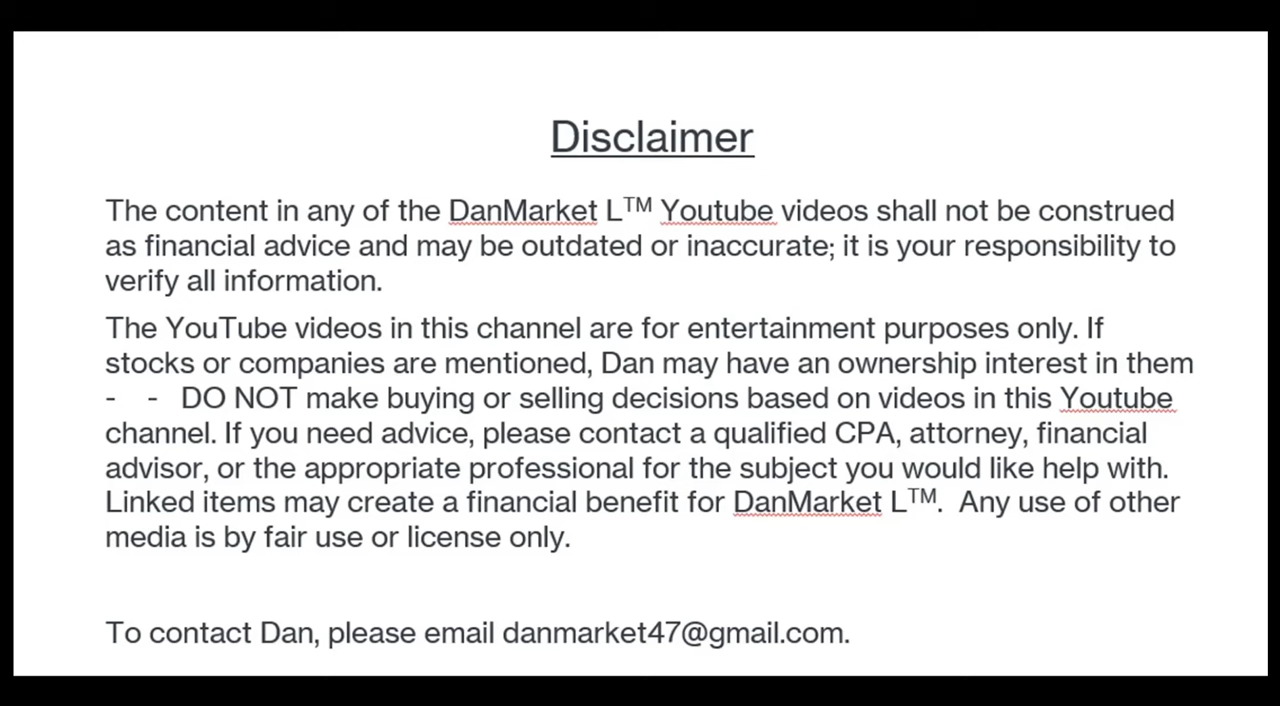 Disclaimer
The content in any of the DanMarket L™ Youtube videos shall not be construed
as financial advice and may be outdated or inaccurate; it is your responsibility to
verify all information.
The YouTube videos in this channel are for entertainment purposes only. If
stocks or companies are mentioned, Dan may have an ownership interest in them
- - DO NOT make buying or selling decisions based on videos in this Youtube
channel. If you need advice, please contact a qualified CPA, attorney, financial
advisor, or the appropriate professional for the subject you would like help with.
Linked items may create a financial benefit for DanMarket L™. Any use of other
media is by fair use or license only.
To contact Dan, please email danmarket47@gmail.com.